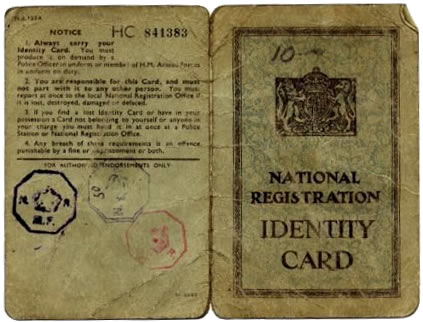 NOTICE HC 841383
1. Always carry your
Identity Card. You must
produce it on demand by a
Police Officer in uniform or member of H.M. Armed Forces
in uniform on duty.
2. You are responsible for this Card, and must
not part with it to any other person. You must
report at once to the local National Registration Office if
it is lost, destroyed, damaged or defaced.
3. If you find a lost Identity Card or have in your
possession a Card not belonging to yourself or anyone in
your charge you must hand it in at once at a Police
Station or National Registration Office.
4. Any breach of these requirements is an offence
punishable by a fine or imprisonment or both.
FOR AUTHORISED ENDORSEMENTS ONLY
N R
M.F.
50
R
10
NATIONAL
REGISTRATION
IDENTITY
CARD